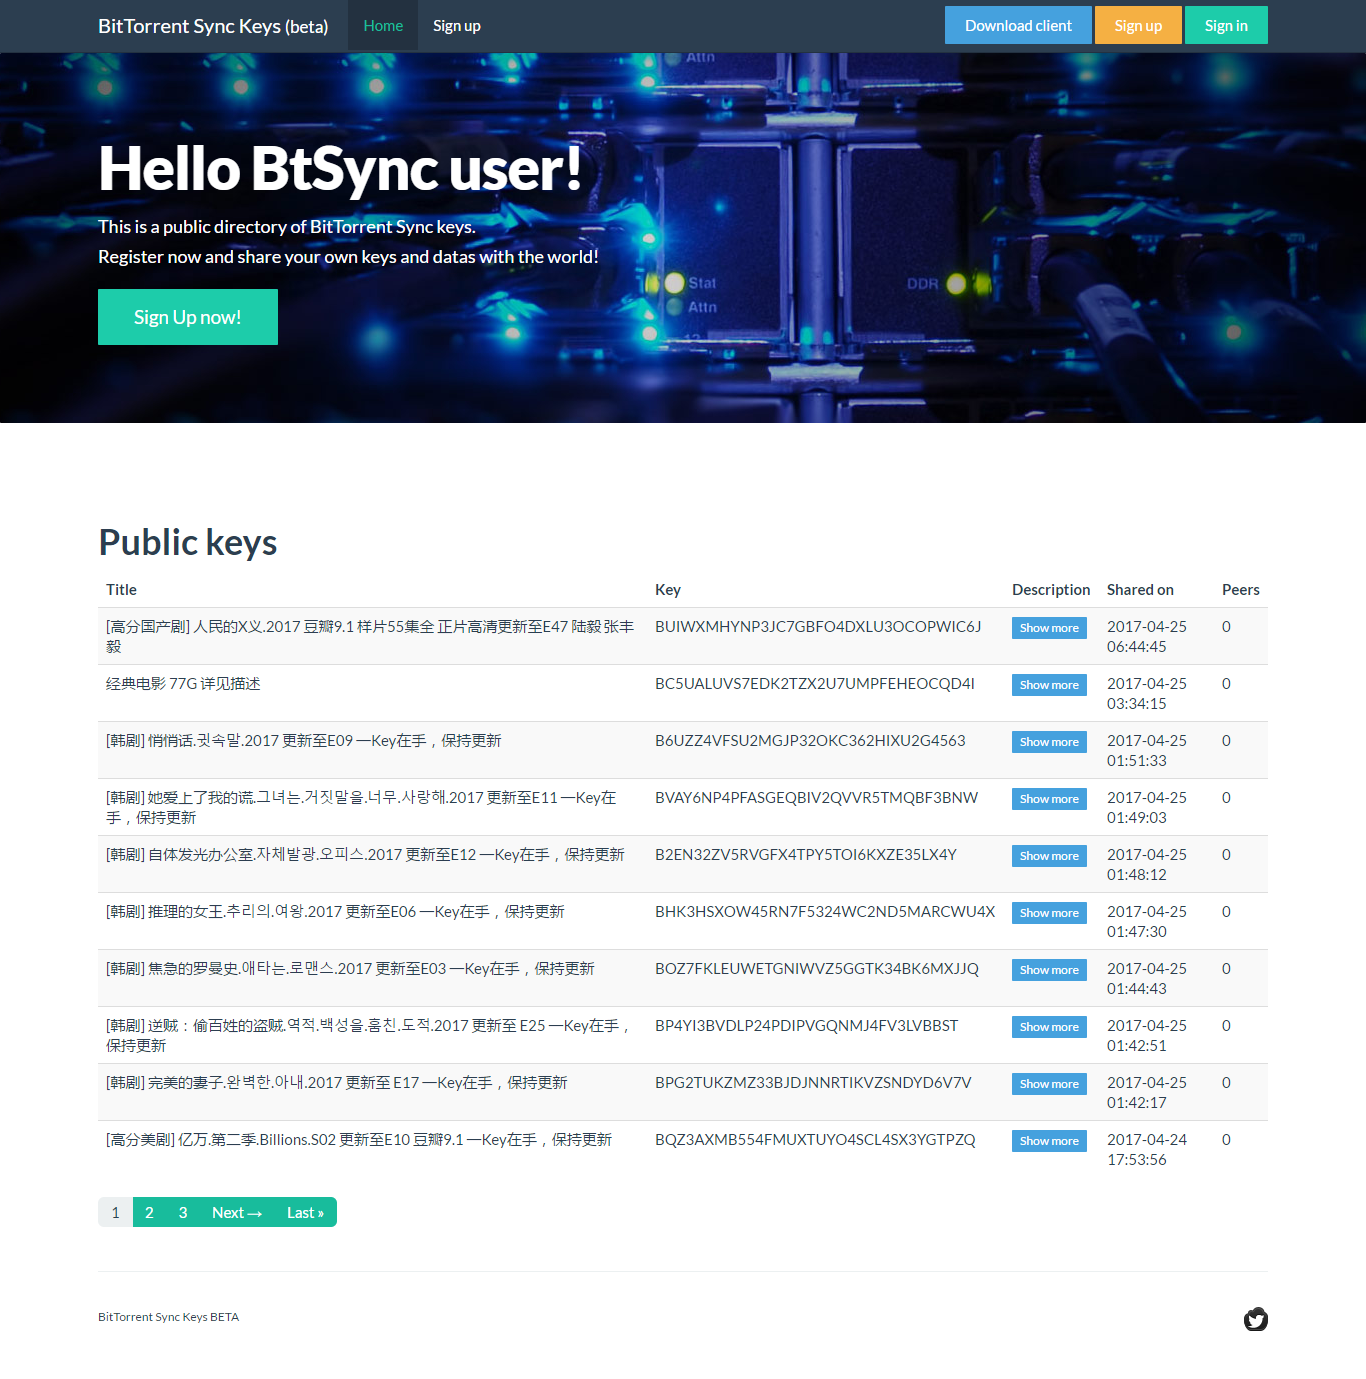 BitTorrent Sync Keys (beta)
Home
Sign up
Download client
Sign up
Sign in
Attn
Hello BtSync user!
This is a public directory of BitTorrent Sync keys.
Register now and share your own keys and datas with the world!
Stat
Attn
DDR
Sign Up now!
Public keys
Title Key Description Shared on Peers
[高分国产剧] 人民的X义.2017 豆瓣9.1 样片55集全 正片高清更新至E47 陆毅 张丰 BUIWXMHYNP3JC7GBFO4DXLU3OCOPWIC6J Show more 2017-04-25 0
毅 06:44:45
经典电影 77G 详见描述 BC5UALUVS7EDK2TZX2U7UMPFEHEOCQD4I Show more 2017-04-25 0
03:34:15
[韩剧] 悄悄话.귓속말.2017 更新至E09 —Key在手，保持更新 B6UZZ4VFSU2MGJP32OKC362HIXU2G4563 Show more 2017-04-25 0
01:51:33
[韩剧] 她爱上了我的谎.그녀는.거짓말을.너무.사랑해.2017 更新至E11 —Key在 BVAY6NP4PFASGEQBIV2QVVR5TMQBF3BNW Show more 2017-04-25 0
手，保持更新 01:49:03
[韩剧] 自体发光办公室.자체발광.오피스.2017 更新至E12 —Key在手，保持更新 B2EN32ZV5RVGFX4TPY5TOI6KXZE35LX4Y Show more 2017-04-25 0
01:48:12
[韩剧] 推理的女王.추리의.여왕.2017 更新至E06 —Key在手，保持更新 BHK3HSXOW45RN7F5324WC2ND5MARCWU4X Show more 2017-04-25 0
01:47:30
[韩剧] 焦急的罗曼史.애타는.로맨스.2017 更新至E03 —Key在手，保持更新 BOZ7FKLEUWETGNIWVZ5GGTK34BK6MXJJQ Show more 2017-04-25 0
01:44:43
[韩剧] 逆贼：偷百姓的盗贼.역적.백성을.훔친.도적.2017 更新至 E25 —Key在手， BP4YI3BVDLP24PDIPVGQNMJ4FV3LVBBST Show more 2017-04-25 0
保持更新 01:42:51
[韩剧] 完美的妻子.완벽한.아내.2017 更新至 E17 —Key在手，保持更新 BPG2TUKZMZ33BJDJNNRTIKVZSNDYD6V7V Show more 2017-04-25 0
01:42:17
[高分美剧] 亿万.第二季.Billions.S02 更新至E10 豆瓣9.1 —Key在手，保持更新 BQZ3AXMB554FMUXTUYO4SCL4SX3YGTPZQ Show more 2017-04-24 0
17:53:56
1 2 3 Next → Last »
BitTorrent Sync Keys BETA